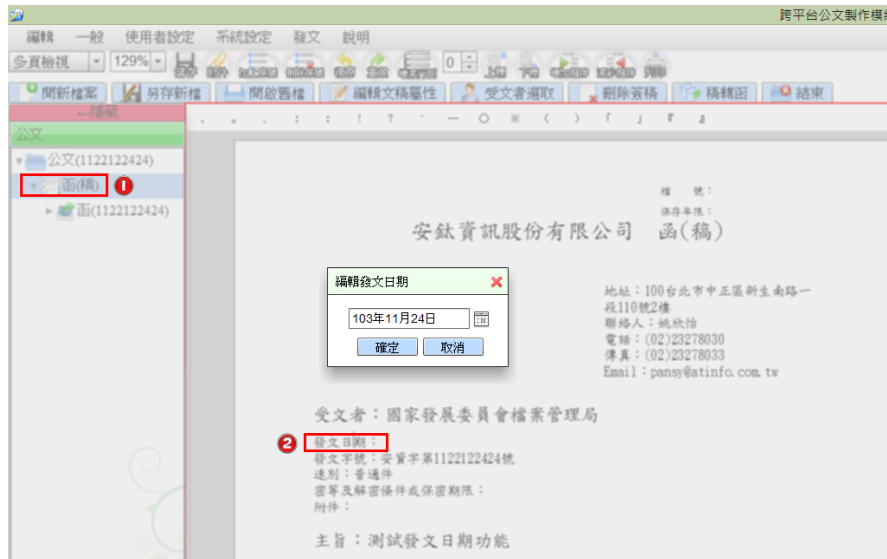 跨平台公文製作模組
編輯 一般 使用者設定 系統設定 發文 說明
多頁檢視 129% 0
開新檔案 另存新檔 開啟舊檔 編輯文稿屬性 受文者選取 刪除簽稿 稿轉函 結束
←隱藏
， 。 、 ； ： ！ ？ ． — ○ ※ （ ） 「 」 『 』
公文
公文(1122122424)
函(稿) 1
函(1122122424)
檔 號：
保存年限：
安鈦資訊股份有限公司 函(稿)
編輯發文日期
103年11月24日
確定 取消
地址：100台北市中正區新生南路一
段110號2樓
聯絡人：姚欣怡
電話：(02)23278030
傳真：(02)23278033
Email：pansy@atinfo.com.tw
受文者：國家發展委員會檔案管理局
2 發文日期：
發文字號：安資字第1122122424號
速別：普通件
密等及解密條件或保密期限：
附件：
主旨：測試發文日期功能